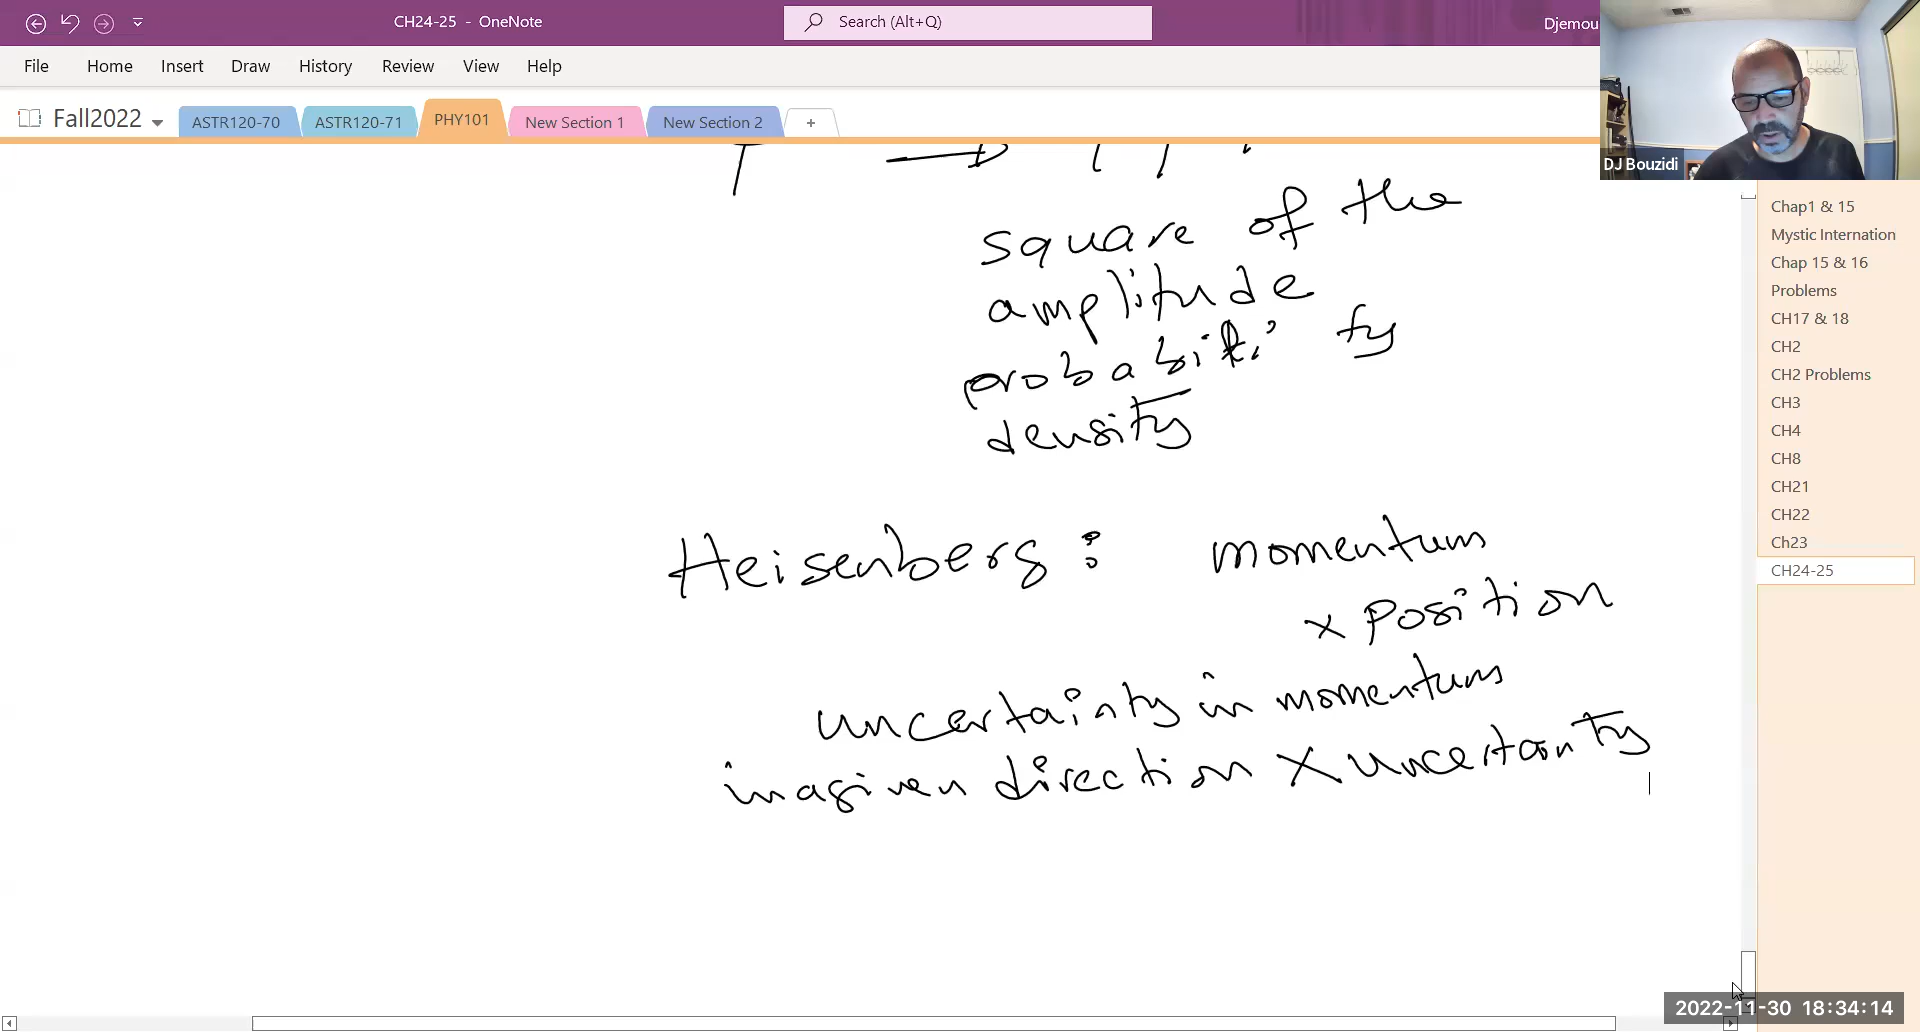 CH24-25 - OneNote
Search (Alt+Q)
Djemou
File Home Insert Draw History Review View Help
Fall2022 ASTR120-70 ASTR120-71 PHY101 New Section 1 New Section 2 +
DJ Bouzidi
square of the
amplitude
probability
density
Heisenberg : momentum
x position
uncertainty in momentum
in a given direction x uncertainty
Chap1 & 15
Mystic Internation
Chap 15 & 16
Problems
CH17 & 18
CH2
CH2 Problems
CH3
CH4
CH8
CH21
CH22
Ch23
CH24-25
2022-11-30 18:34:14